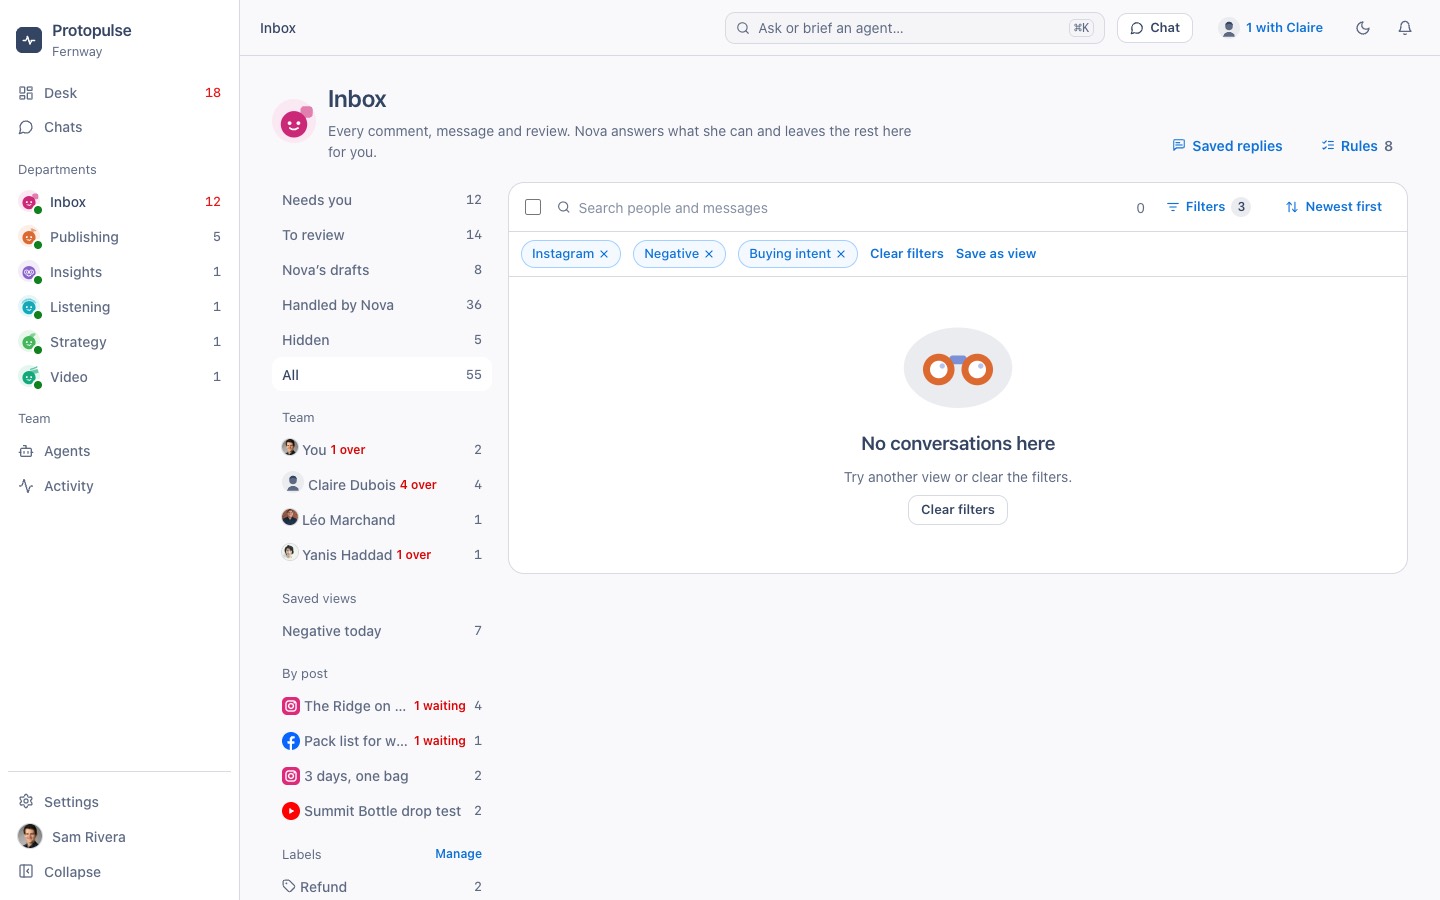 Protopulse
Fernway
Desk 18
Chats
Departments
Inbox 12
Publishing 5
Insights 1
Listening 1
Strategy 1
Video 1
Team
Agents
Activity
Settings
Sam Rivera
Collapse
Inbox
Ask or brief an agent... ⌘K
Chat
1 with Claire
Inbox
Every comment, message and review. Nova answers what she can and leaves the rest here
for you.
Saved replies
Rules 8
Needs you 12
To review 14
Nova's drafts 8
Handled by Nova 36
Hidden 5
All 55
Team
You 1 over 2
Claire Dubois 4 over 4
Léo Marchand 1
Yanis Haddad 1 over 1
Saved views
Negative today 7
By post
The Ridge on ... 1 waiting 4
Pack list for w... 1 waiting 1
3 days, one bag 2
Summit Bottle drop test 2
Labels Manage
Refund 2
Search people and messages 0 Filters 3 Newest first
Instagram × Negative × Buying intent × Clear filters Save as view
No conversations here
Try another view or clear the filters.
Clear filters